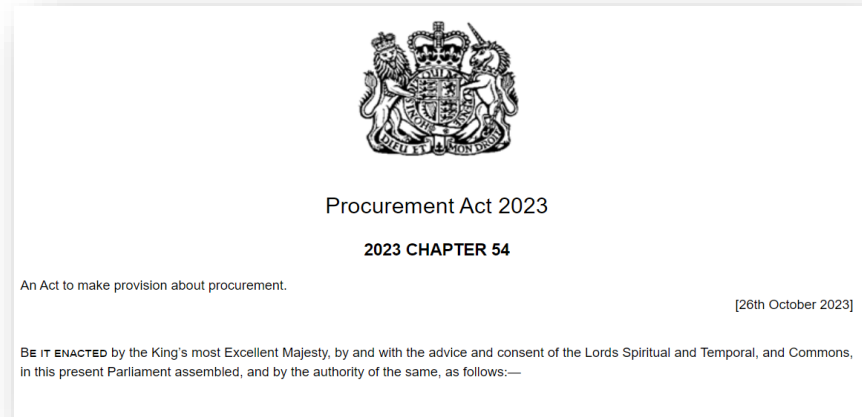 QUI
HONI
DIEU ET MON DROIT
Procurement Act 2023
2023 CHAPTER 54
An Act to make provision about procurement.
[26th October 2023]
BE IT ENACTED by the King’s most Excellent Majesty, by and with the advice and consent of the Lords Spiritual and Temporal, and Commons,
in this present Parliament assembled, and by the authority of the same, as follows:—